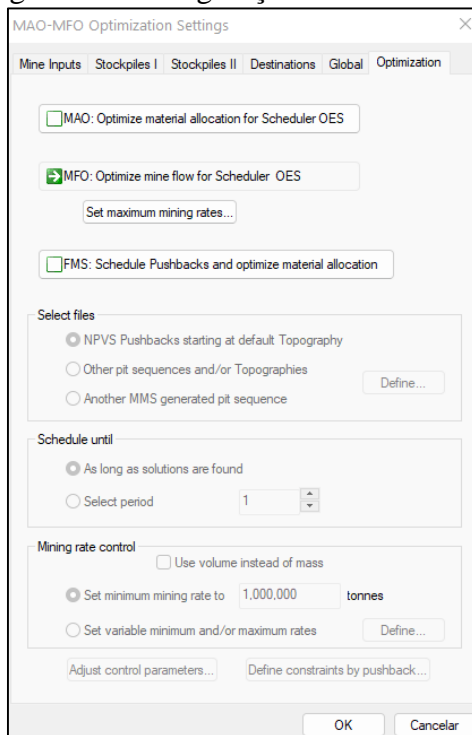 MAO-MFO Optimization Settings
Mine Inputs Stockpiles I Stockpiles II Destinations Global Optimization
MAO: Optimize material allocation for Scheduler OES
MFO: Optimize mine flow for Scheduler OES
Set maximum mining rates...
FMS: Schedule Pushbacks and optimize material allocation
Select files
NPVS Pushbacks starting at default Topography
Other pit sequences and/or Topographies
Define...
Another MMS generated pit sequence
Schedule until
As long as solutions are found
Select period 1
Mining rate control
Use volume instead of mass
Set minimum mining rate to 1,000,000 tonnes
Set variable minimum and/or maximum rates Define...
Adjust control parameters... Define constraints by pushback...
OK Cancelar